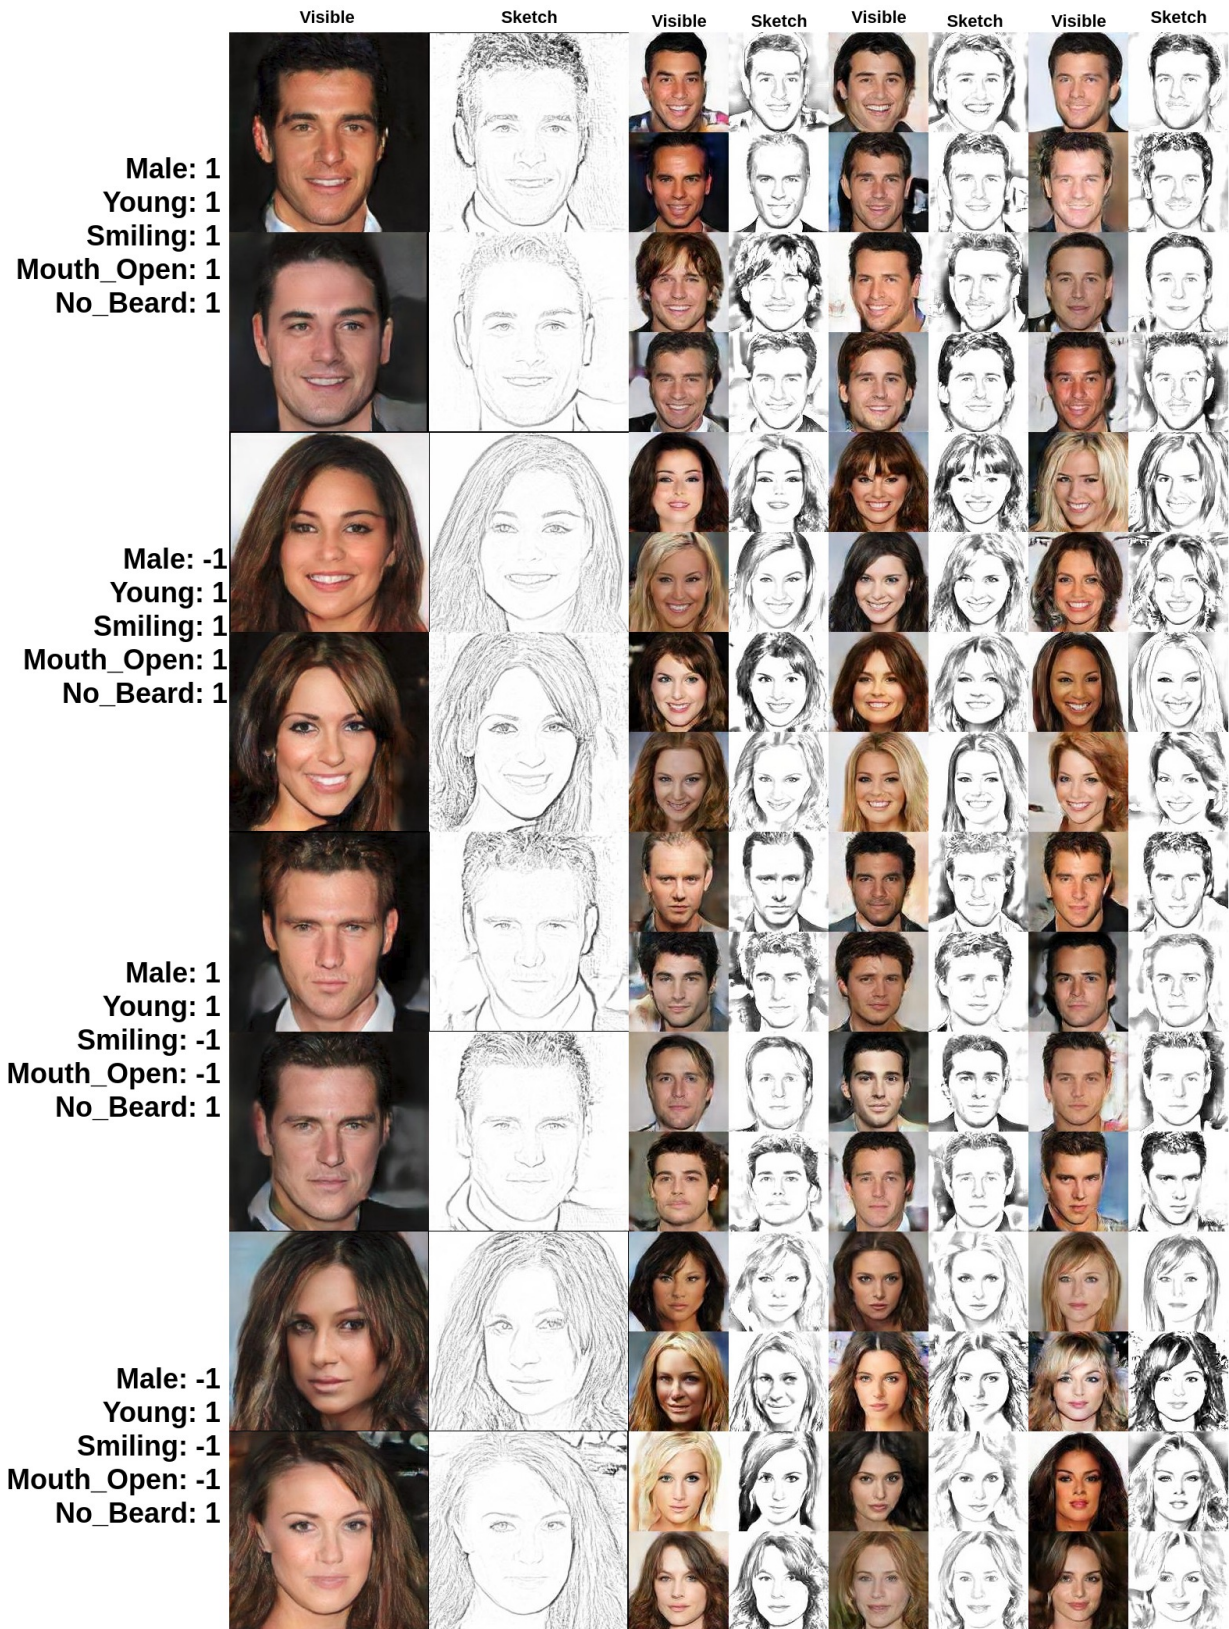 Visible Sketch Visible Sketch Visible Sketch Visible Sketch
Male: 1
Young: 1
Smiling: 1
Mouth_Open: 1
No_Beard: 1
Male: -1
Young: 1
Smiling: 1
Mouth_Open: 1
No_Beard: 1
Male: 1
Young: 1
Smiling: -1
Mouth_Open: -1
No_Beard: 1
Male: -1
Young: 1
Smiling: -1
Mouth_Open: -1
No_Beard: 1